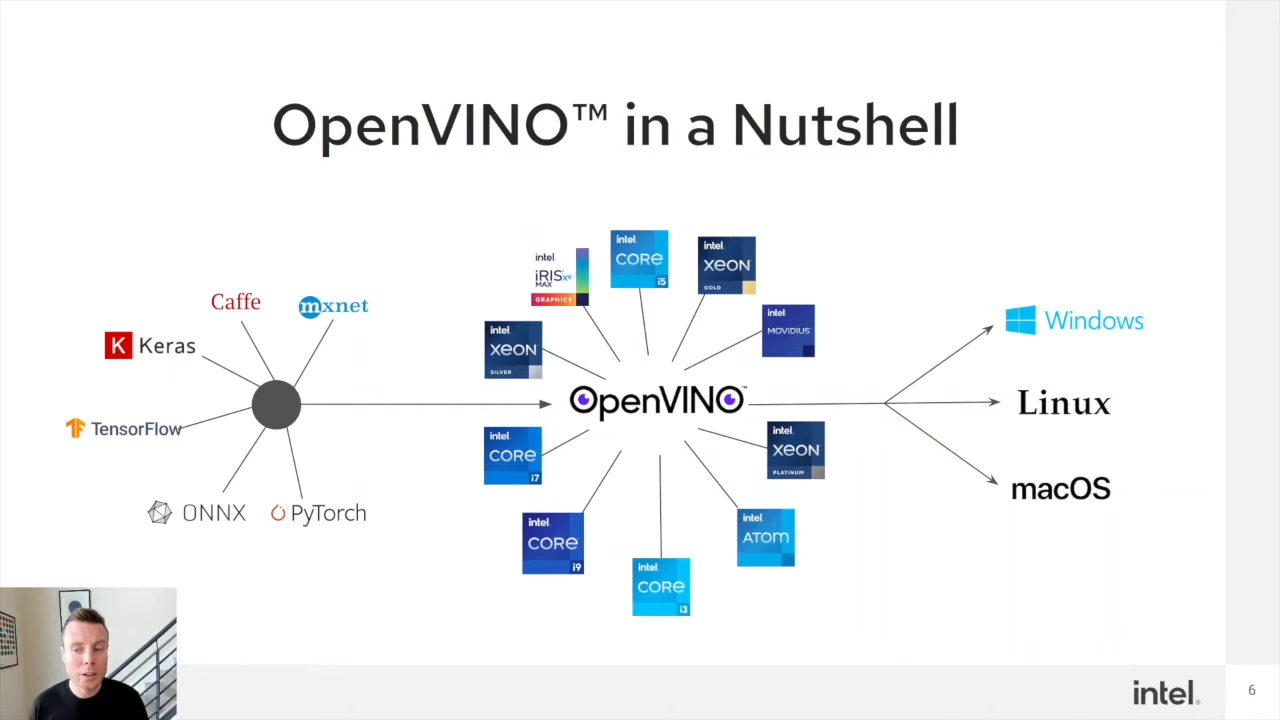 OpenVINO™ in a Nutshell
Caffe
mxnet
K Keras
TensorFlow
ONNX
PyTorch
intel.
iRIS Xe
MAX
GRAPHICS
intel.
CORE
i5
intel.
XEON
GOLD
intel.
MOVIDIUS
intel.
XEON
SILVER
OpenVINO™
intel.
CORE
i7
intel.
XEON
PLATINUM
intel.
CORE
i9
intel.
ATOM
intel.
CORE
i3
Windows
Linux
macOS
intel.
6